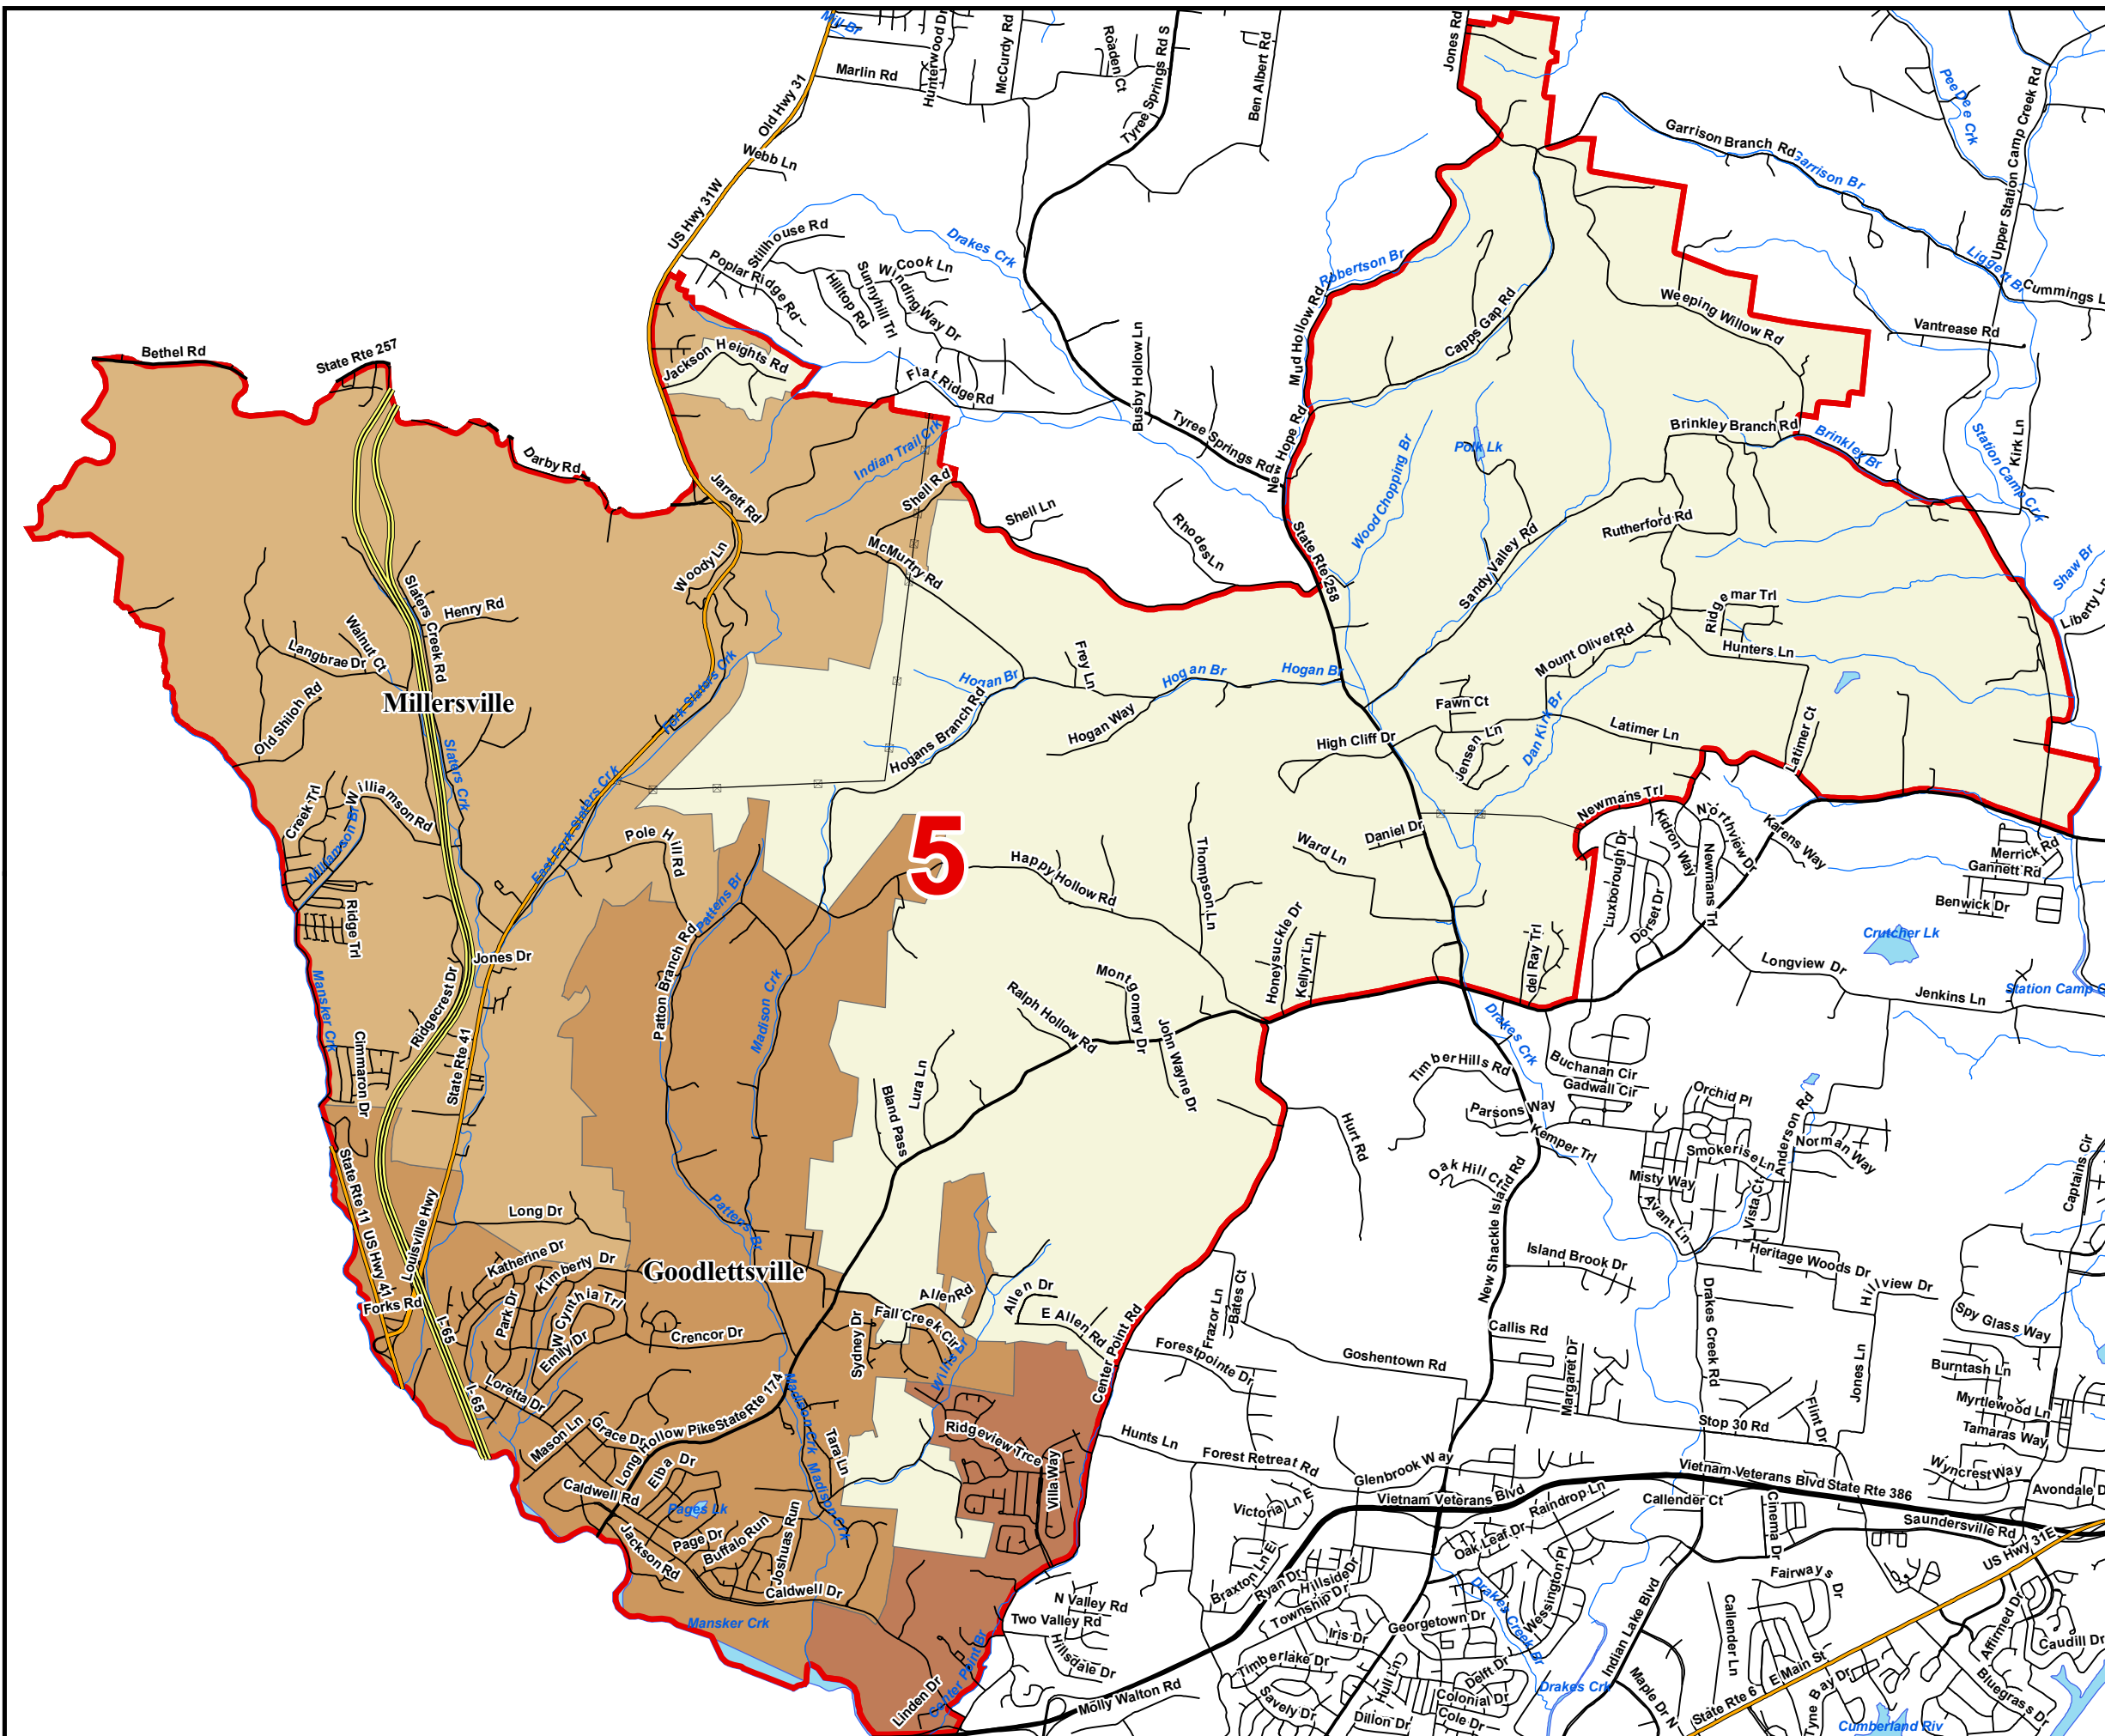 Mill Br
Marlin Rd
Hunterwood Dr
McCurdy Rd
Roaden Ct
Tyree Springs Rd S
Ben Albert Rd
Jones Rd
Old Hwy 31
Webb Ln
US Hwy 31W
Garrison Branch Rd
Garrison Br
PeeDee Crk
Upper Station Camp Creek Rd
Liggett Br
Cummings L
Vantrease Rd
Stillhouse Rd
Poplar Ridge Rd
Hilltop Rd
Sunnyhill Trl
Cook Ln
Winding Way Dr
Drakes Crk
Robertson Br
Mud Hollow Rd
Capps Gap Rd
Weeping Willow Rd
Bethel Rd
State Rte 257
Jackson Heights Rd
Flat Ridge Rd
Busby Hollow Ln
Tyree Springs Rd
New Hope Rd
Wood Chopping Br
Polk Lk
Brinkley Branch Rd
Brinkley Br
Kirk Ln
Station Camp Crk
Darby Rd
Jarrett Rd
Indian Trail Crk
Shell Rd
Shell Ln
Rhodes Ln
State Rte 258
Sandy Valley Rd
Rutherford Rd
Shaw Br
Liberty L
Woody Ln
McMurtry Rd
Slaters Creek Rd
Henry Rd
Walnut Ct
Langbrae Dr
Old Shiloh Rd
Millersville
Fork Slaters Crk
Frey Ln
Hogan Br
Hogan Br
Hogan Br
Hogans Branch Rd
Hogan Way
Ridgemar Trl
Mount Olivet Rd
Hunters Ln
Fawn Ct
Jensen Ln
High Cliff Dr
Dan Kirk Br
Latimer Ln
Latimer Ct
Slaters Crk
Creek Trl
Williamson Rd
Williamson Br
East Fork Slaters Crk
Pole Hill Rd
Pattens Br
5
Happy Hollow Rd
Thompson Ln
Ward Ln
Daniel Dr
Newmans Trl
Kidron Way
Northview Dr
Karens Way
Newmans Trl
Luxborough Dr
Dorset Dr
Merrick Rd
Gannett Rd
Benwick Dr
Crutcher Lk
Ridge Trl
Jones Dr
Mansker Crk
Ridgecrest Dr
Patton Branch Rd
Madison Crk
Honeysuckle Dr
Kellyn Ln
del Ray Trl
Longview Dr
Jenkins Ln
Station Camp C
Cimmaron Dr
State Rte 41
Ralph Hollow Rd
Montgomery Dr
John Wayne Dr
Lura Ln
Bland Pass
Drakes Crk
Timber Hills Rd
Buchanan Cir
Gadwall Cir
Parsons Way
Orchid Pl
Anderson Rd
Norman Way
Kemper Trl
Smokerise Ln
Hurt Rd
Oak Hill Ct
Misty Way
Avant Ln
Vista Ct
Captains Cir
State Rte 11
US Hwy 41
Louisville Hwy
Long Dr
Pattens Br
Goodlettsville
New Shackle Island Rd
Island Brook Dr
Heritage Woods Dr
Hillview Dr
Spy Glass Way
Forks Rd
Katherine Dr
Kimberly Dr
Park Dr
W Cynthia Trl
Emily Dr
Crencor Dr
Sydney Dr
Allen Rd
Fall Creek Cir
Allen Dr
E Allen Rd
Willis Br
Center Point Rd
Frazor Ln
Bates Ct
Forestpointe Dr
Goshentown Rd
Callis Rd
Margaret Dr
Drakes Creek Rd
Jones Ln
Burntash Ln
Myrtlewood Ln
Tamaras Way
I-65
I-65
Loretta Dr
Mason Ln
Grace Dr
Long Hollow Pike State Rte 174
Elba Dr
Madison Crk
Madison Crk
Tara Ln
Ridgeview Trce
Villa Way
Hunts Ln
Forest Retreat Rd
Glenbrook Way
Stop 30 Rd
Flint Dr
Wyncrest Way
Avondale D
Vietnam Veterans Blvd
Vietnam Veterans Blvd State Rte 386
Saundersville Rd
Caldwell Rd
Pages Lk
Page Dr
Buffalo Run
Joshuas Run
Jackson Rd
Caldwell Dr
Mansker Crk
Victoria Ln E
Braxton Ln E
Ryan Dr
Hillside Dr
Township Dr
Oak Leaf Dr
Raindrop Ln
Callender Ct
Cinema Dr
US Hwy 31E
Fairways Dr
Wessington Pl
Drakes Creek Br
Indian Lake Blvd
Callender Ln
N Valley Rd
Two Valley Rd
Hillsdale Dr
Iris Dr
Georgetown Dr
Timberlake Dr
Savely Dr
Hull Ln
Delft Dr
Colonial Dr
Cole Dr
Dillon Dr
Drakes Crk
Maple Dr N
State Rte 6
E Main St
Tyne Bay Dr
Affirmed Dr
Caudill Dr
Bluegrass Dr
Cumberland Riv
Linden Dr
Center Point Br
Molly Walton Rd